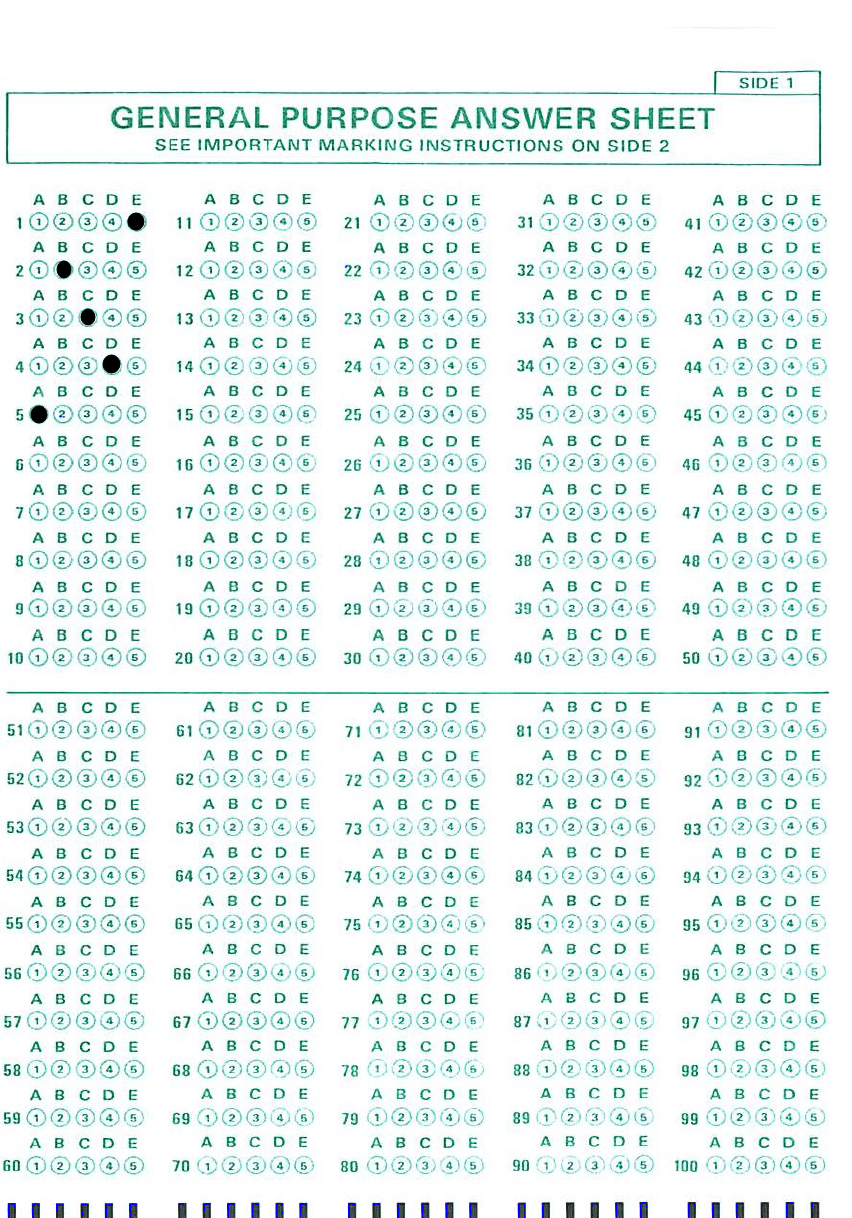 SIDE 1
GENERAL PURPOSE ANSWER SHEET
SEE IMPORTANT MARKING INSTRUCTIONS ON SIDE 2
A B C D E A B C D E A B C D E A B C D E A B C D E
1 1 2 3 4 11 1 2 3 4 5 21 1 2 3 4 5 31 1 2 3 4 5 41 1 2 3 4 5
A B C D E A B C D E A B C D E A B C D E A B C D E
2 1 3 4 5 12 1 2 3 4 5 22 1 2 3 4 5 32 1 2 3 4 5 42 1 2 3 4 5
A B C D E A B C D E A B C D E A B C D E A B C D E
3 1 2 4 5 13 1 2 3 4 5 23 1 2 3 4 5 33 1 2 3 4 5 43 1 2 3 4 5
A B C D E A B C D E A B C D E A B C D E A B C D E
4 1 2 3 5 14 1 2 3 4 5 24 1 2 3 4 5 34 1 2 3 4 5 44 1 2 3 4 5
A B C D E A B C D E A B C D E A B C D E A B C D E
5 2 3 4 5 15 1 2 3 4 5 25 1 2 3 4 5 35 1 2 3 4 5 45 1 2 3 4 5
A B C D E A B C D E A B C D E A B C D E A B C D E
6 1 2 3 4 5 16 1 2 3 4 5 26 1 2 3 4 5 36 1 2 3 4 5 46 1 2 3 4 5
A B C D E A B C D E A B C D E A B C D E A B C D E
7 1 2 3 4 5 17 1 2 3 4 5 27 1 2 3 4 5 37 1 2 3 4 5 47 1 2 3 4 5
A B C D E A B C D E A B C D E A B C D E A B C D E
8 1 2 3 4 5 18 1 2 3 4 5 28 1 2 3 4 5 38 1 2 3 4 5 48 1 2 3 4 5
A B C D E A B C D E A B C D E A B C D E A B C D E
9 1 2 3 4 5 19 1 2 3 4 5 29 1 2 3 4 5 39 1 2 3 4 5 49 1 2 3 4 5
A B C D E A B C D E A B C D E A B C D E A B C D E
10 1 2 3 4 5 20 1 2 3 4 5 30 1 2 3 4 5 40 1 2 3 4 5 50 1 2 3 4 5
A B C D E A B C D E A B C D E A B C D E A B C D E
51 1 2 3 4 5 61 1 2 3 4 5 71 1 2 3 4 5 81 1 2 3 4 5 91 1 2 3 4 5
A B C D E A B C D E A B C D E A B C D E A B C D E
52 1 2 3 4 5 62 1 2 3 4 5 72 1 2 3 4 5 82 1 2 3 4 5 92 1 2 3 4 5
A B C D E A B C D E A B C D E A B C D E A B C D E
53 1 2 3 4 5 63 1 2 3 4 5 73 1 2 3 4 5 83 1 2 3 4 5 93 1 2 3 4 5
A B C D E A B C D E A B C D E A B C D E A B C D E
54 1 2 3 4 5 64 1 2 3 4 5 74 1 2 3 4 5 84 1 2 3 4 5 94 1 2 3 4 5
A B C D E A B C D E A B C D E A B C D E A B C D E
55 1 2 3 4 5 65 1 2 3 4 5 75 1 2 3 4 5 85 1 2 3 4 5 95 1 2 3 4 5
A B C D E A B C D E A B C D E A B C D E A B C D E
56 1 2 3 4 5 66 1 2 3 4 5 76 1 2 3 4 5 86 1 2 3 4 5 96 1 2 3 4 5
A B C D E A B C D E A B C D E A B C D E A B C D E
57 1 2 3 4 5 67 1 2 3 4 5 77 1 2 3 4 5 87 1 2 3 4 5 97 1 2 3 4 5
A B C D E A B C D E A B C D E A B C D E A B C D E
58 1 2 3 4 5 68 1 2 3 4 5 78 1 2 3 4 5 88 1 2 3 4 5 98 1 2 3 4 5
A B C D E A B C D E A B C D E A B C D E A B C D E
59 1 2 3 4 5 69 1 2 3 4 5 79 1 2 3 4 5 89 1 2 3 4 5 99 1 2 3 4 5
A B C D E A B C D E A B C D E A B C D E A B C D E
60 1 2 3 4 5 70 1 2 3 4 5 80 1 2 3 4 5 90 1 2 3 4 5 100 1 2 3 4 5